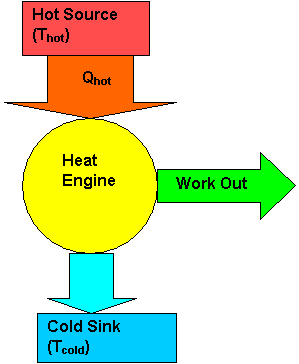 Hot Source
(Thot)
Qhot
Heat
Engine
Work Out
Cold Sink
(Tcold)